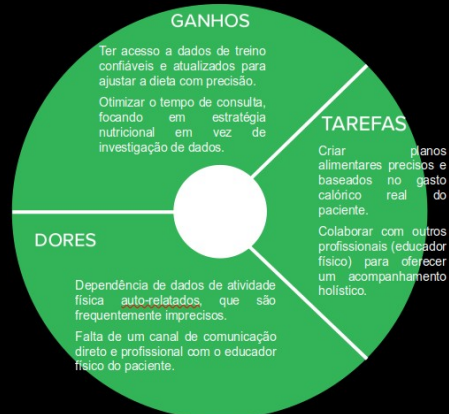 GANHOS
Ter acesso a dados de treino
confiáveis e atualizados para
ajustar a dieta com precisão.
Otimizar o tempo de consulta,
focando em estratégia
nutricional em vez de
investigação de dados.
TAREFAS
Criar planos
alimentares precisos e
baseados no gasto
calórico real do
paciente.
Colaborar com outros
profissionais (educador
físico) para oferecer
um acompanhamento
holístico.
DORES
Dependência de dados de atividade
física autorrelatados, que são
frequentemente imprecisos.
Falta de um canal de comunicação
direto e profissional com o educador
físico do paciente.